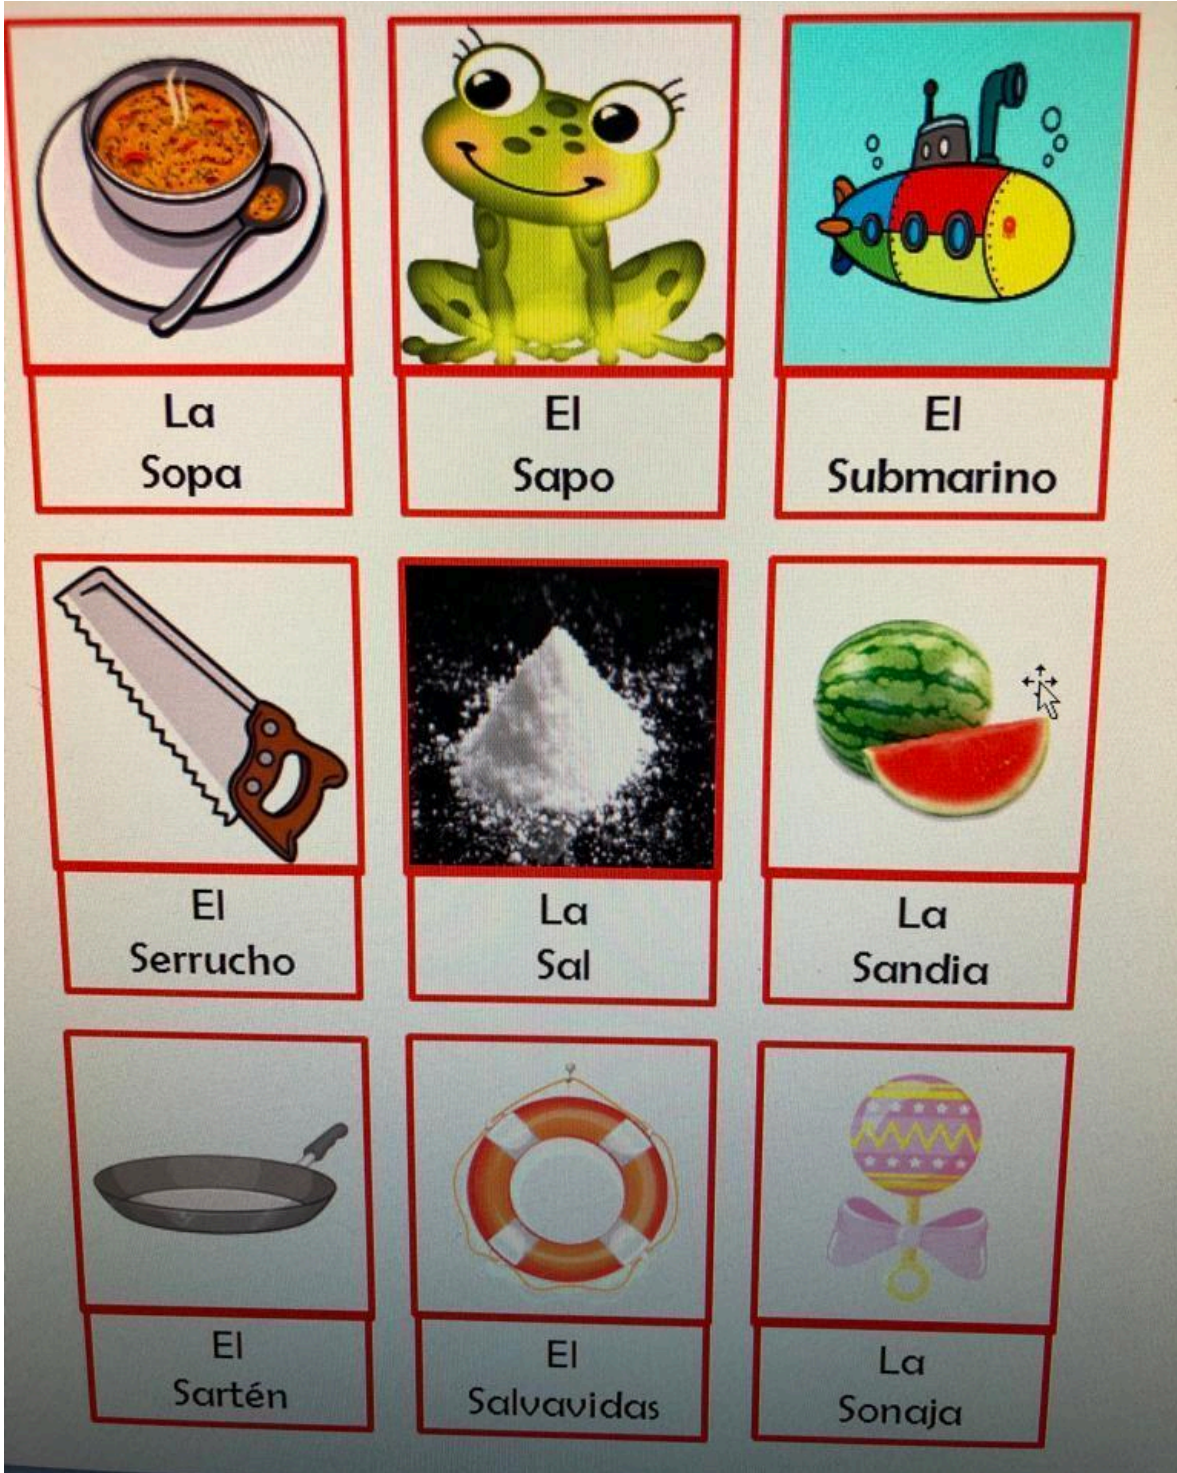 La
Sopa
El
Sapo
El
Submarino
El
Serrucho
La
Sal
La
Sandia
El
Sartén
El
Salvavidas
La
Sonaja